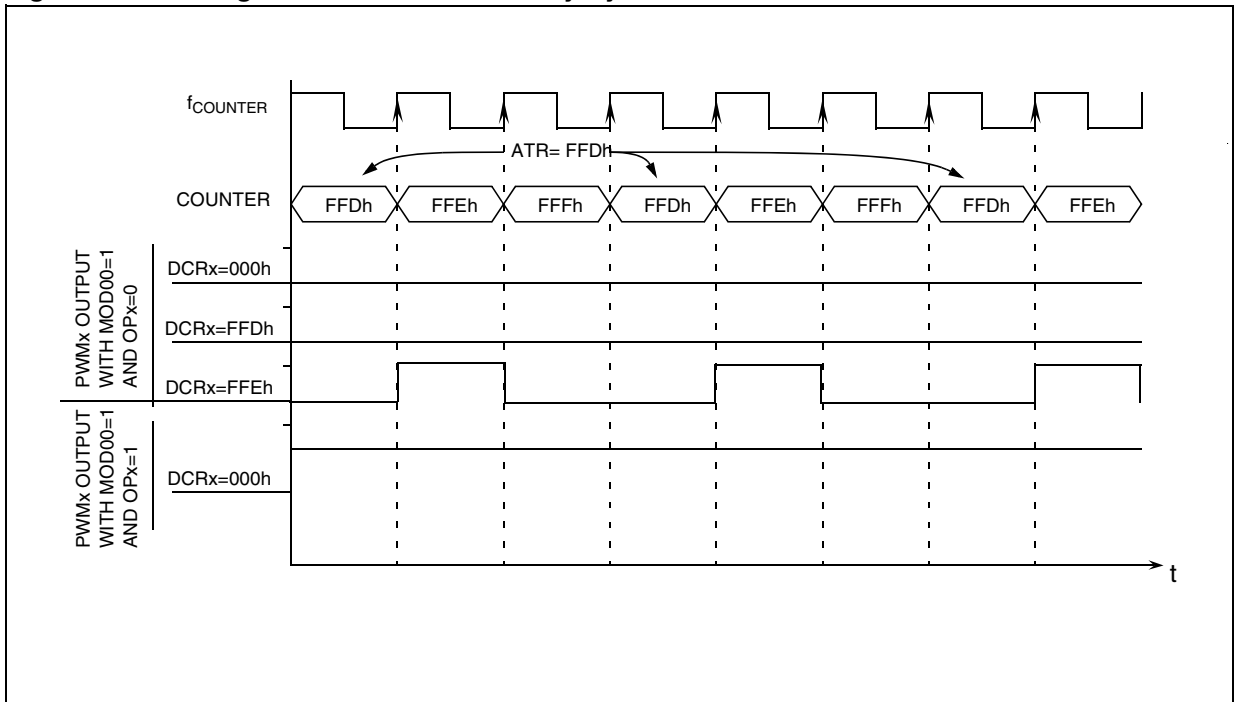 fCOUNTER
ATR= FFDh
COUNTER
FFDh FFEh FFFh FFDh FFEh FFFh FFDh FFEh
PWMx OUTPUT
WITH MOD00=1
AND OPx=0
DCRx=000h
DCRx=FFDh
DCRx=FFEh
PWMx OUTPUT
WITH MOD00=1
AND OPx=1
DCRx=000h
t